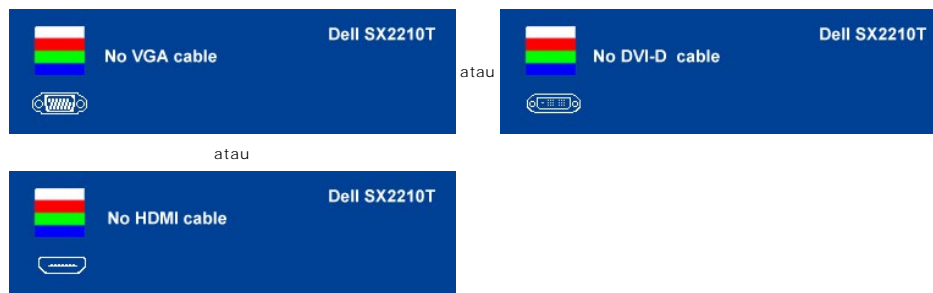 Dell SX2210T
No VGA cable
atau
Dell SX2210T
No DVI-D cable
atau
Dell SX2210T
No HDMI cable